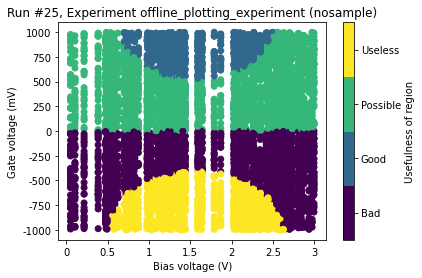 Run #25, Experiment offline_plotting_experiment (nosample)
1000
750
500
250
0
-250
-500
-750
-1000
Gate voltage (mV)
0
0.5
1
1.5
2
2.5
3
Bias voltage (V)
Useless
Possible
Good
Bad
Usefulness of region